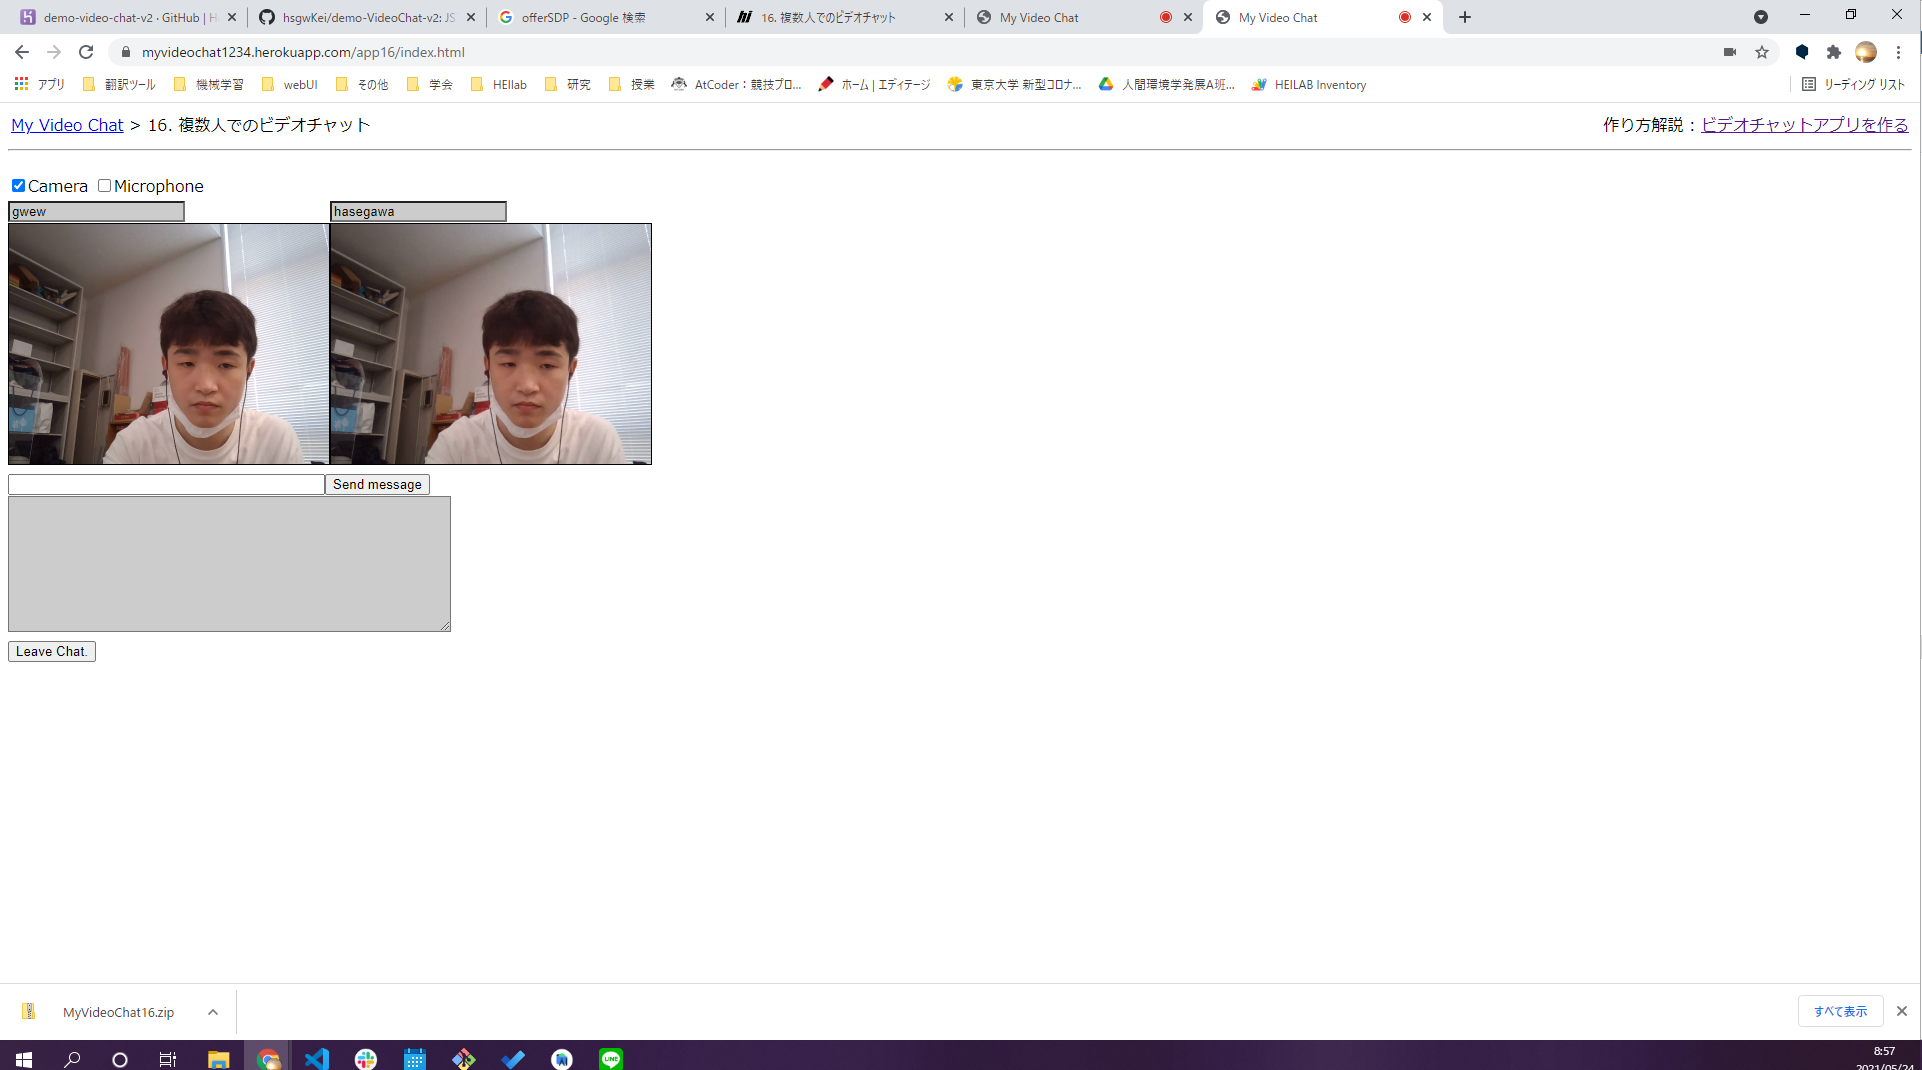 demo-video-chat-v2 · GitHub | H
hsgwKei/demo-VideoChat-v2: JS
offerSDP - Google 検索
16. 複数人でのビデオチャット
My Video Chat
My Video Chat
myvideochat1234.herokuapp.com/app16/index.html
アプリ
翻訳ツール
機械学習
webUI
その他
学会
HEIlab
研究
授業
AtCoder：競技プロ...
ホーム | エディテージ
東京大学 新型コロナ...
人間環境学発展A班...
HEILAB Inventory
リーディング リスト
My Video Chat > 16. 複数人でのビデオチャット
作り方解説 : ビデオチャットアプリを作る
Camera Microphone
gwew
hasegawa
Send message
Leave Chat.
MyVideoChat16.zip
すべて表示
8:57
2021/05/24